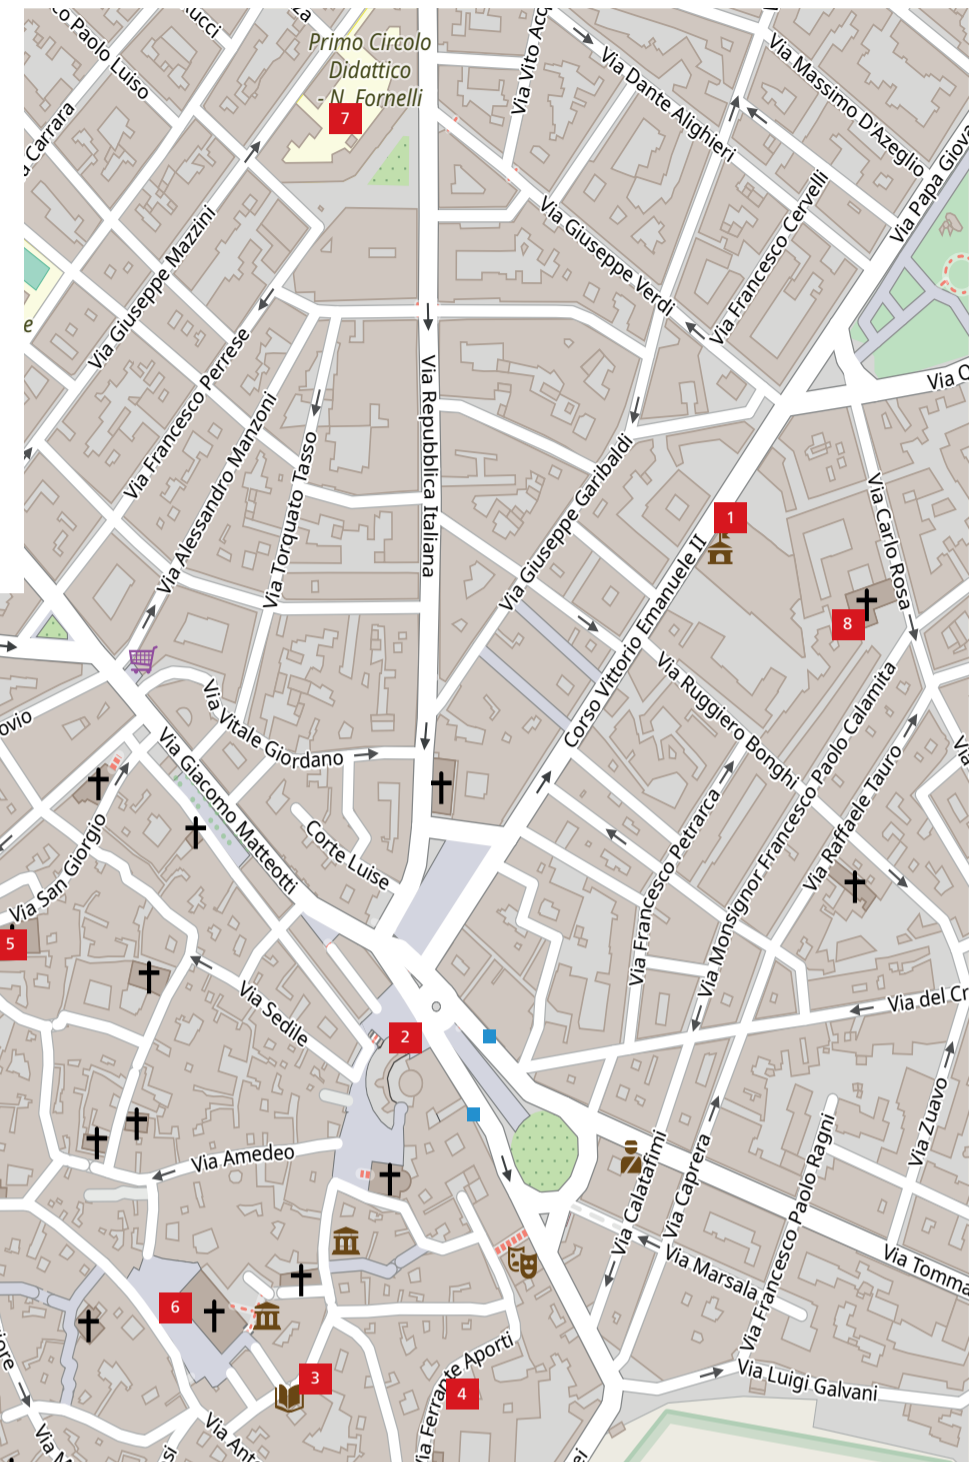 Primo Circolo
Didattico
- N. Fornelli
7
Paolo Luiso
Carrara
Via Vito Acq
Via Dante Alighieri
Via Massimo D'Azeglio
Via Papa Giova
Via Francesco Cervelli
Via Giuseppe Verdi
Via Giuseppe Mazzini
Via Francesco Perrese
Via Alessandro Manzoni
Via Torquato Tasso
Via Repubblica Italiana
Via Giuseppe Garibaldi
Corso Vittorio Emanuele II
1
Via Carlo Rosa
8
Via Ruggiero Bonghi
Via Monsignor Francesco Paolo Calamita
Via Raffaele Tauro
Via Francesco Petrarca
Via Vitale Giordano
Via Giacomo Matteotti
Corte Luise
Via San Giorgio
5
Via Sedile
2
Via del Cr
Via Amedeo
Via Zuavo
Via Calatafimi
Via Caprera
Via Francesco Paolo Ragni
Via Marsala
Via Tomma
6
3
4
Via Ferrante Aporti
Via Luigi Galvani
Via Anto